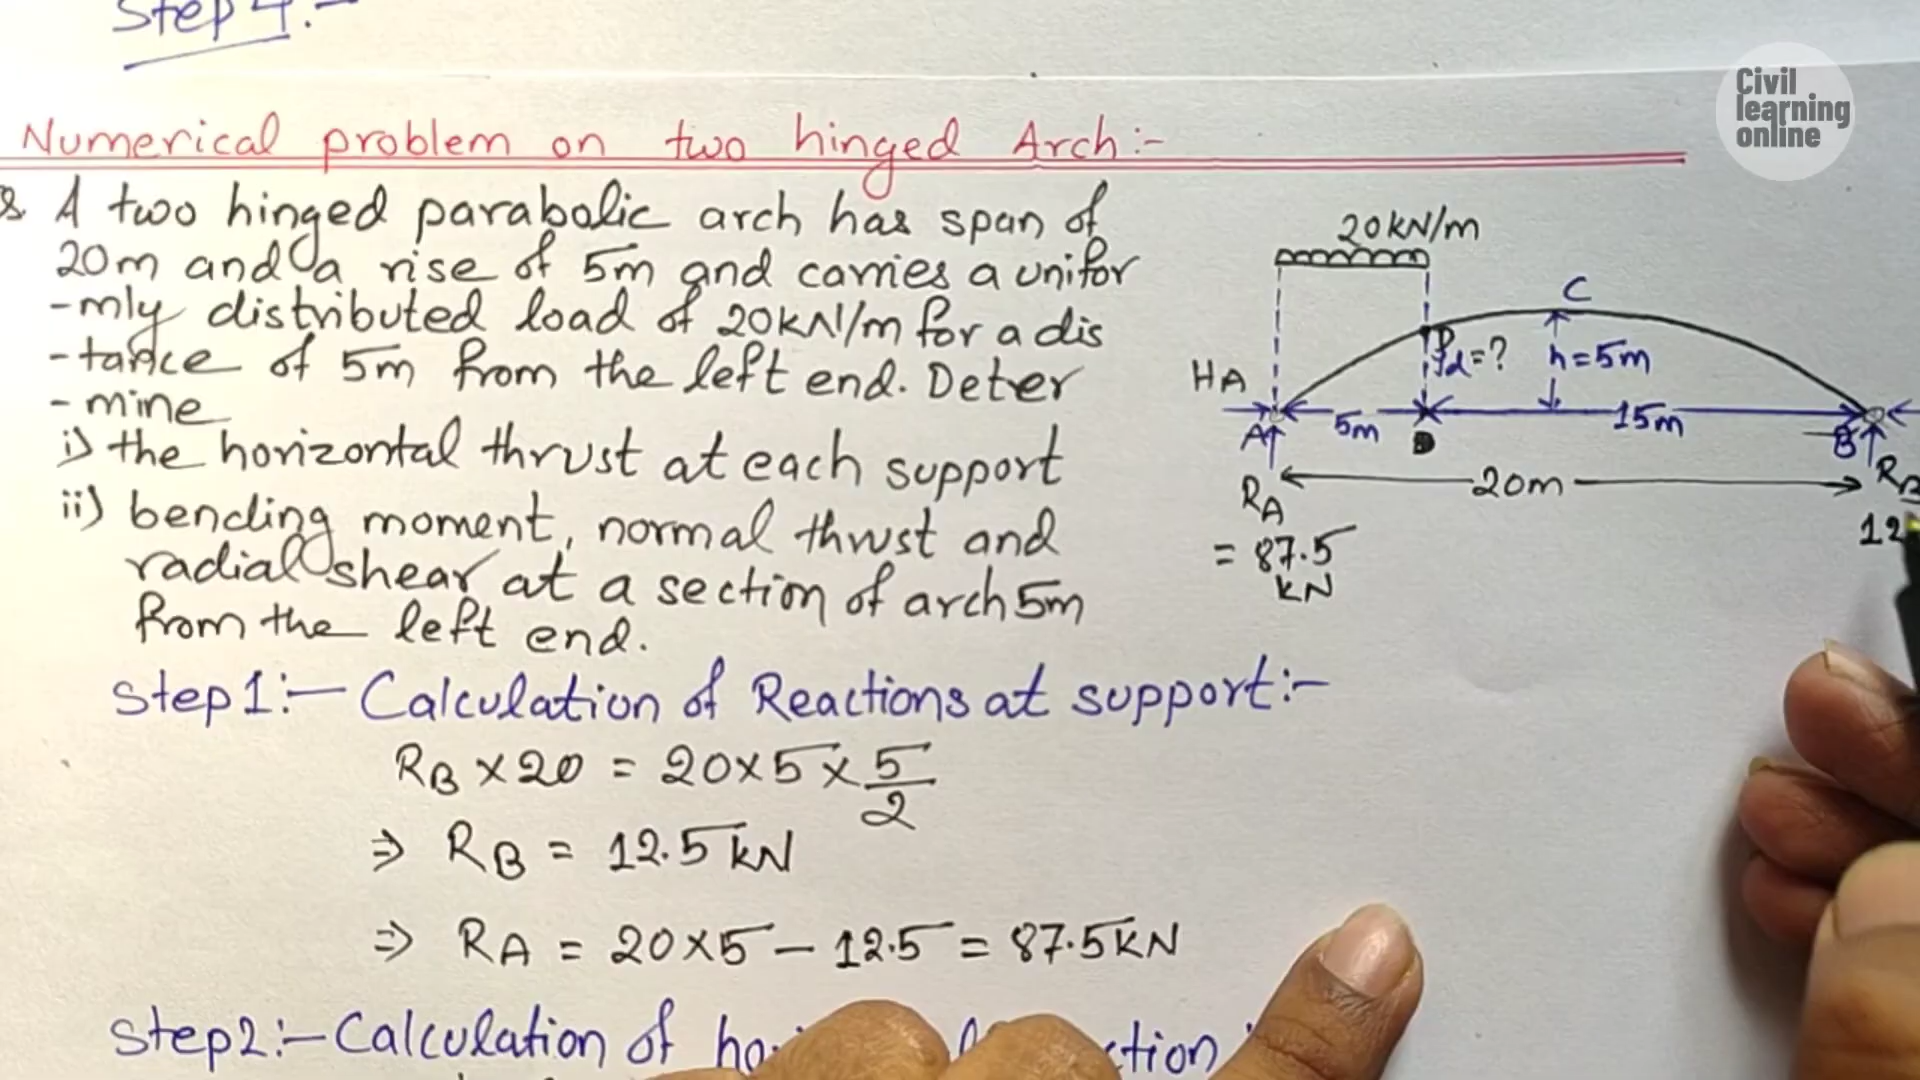 Step 4:-
Civil
learning
online
Numerical problem on two hinged Arch:-
A two hinged parabolic arch has span of
20m and a rise of 5m and carries a unifor
-mly distributed load of 20kN/m for a dis
-tance of 5m from the left end. Deter
-mine
i) the horizontal thrust at each support
ii) bending moment, normal thrust and
radial shear at a section of arch 5m
from the left end.
20kN/m
C
=?
h=5m
HA
5m
15m
A
B
20m
RA
= 87.5
kN
RB
12
Step1:- Calculation of Reactions at support:-
RB × 20 = 20×5×5/2
⇒ RB = 12.5kN
⇒ RA = 20×5 - 12.5 = 87.5KN
Step2:- Calculation of